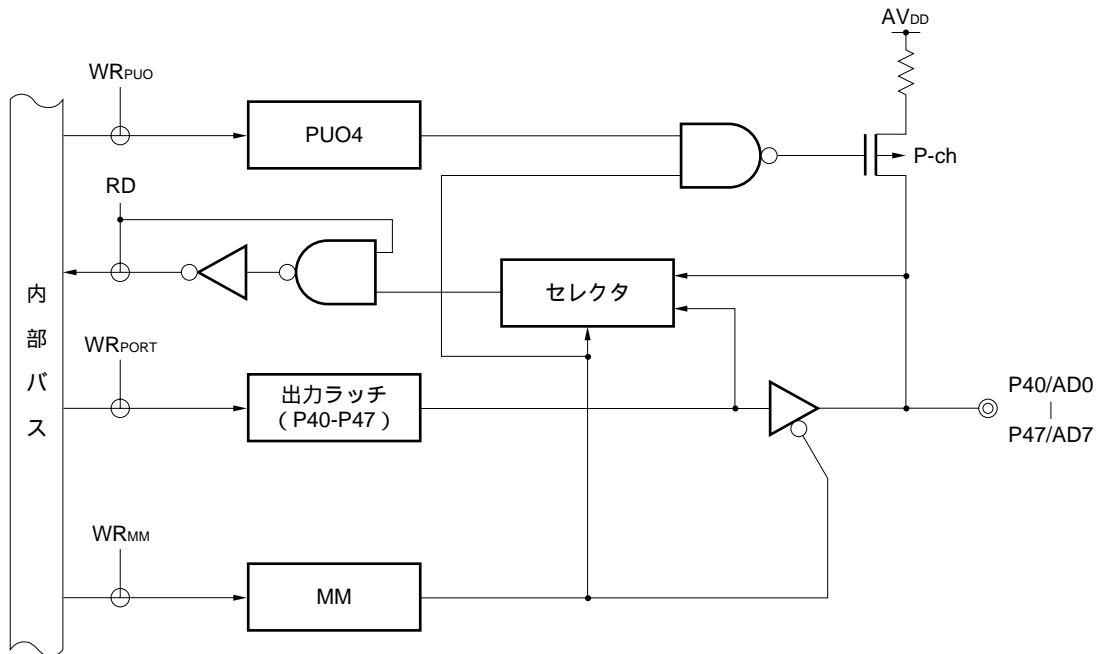 AVDD
WRPUO
PUO4
P-ch
RD
セレクタ
内部バス
WRPORT
出力ラッチ
(P40-P47)
P40/AD0
P47/AD7
WRMM
MM